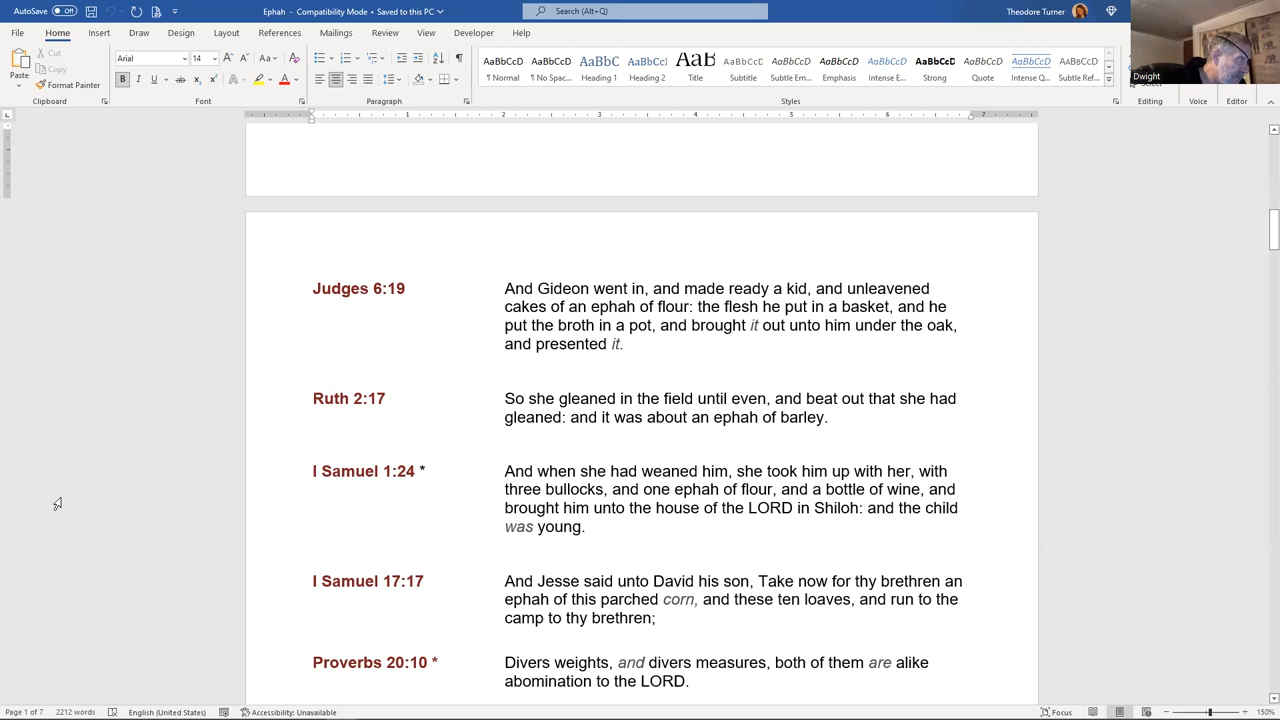 AutoSave Off Ephah - Compatibility Mode • Saved to this PC Search (Alt+Q) Theodore Turner
File Home Insert Draw Design Layout References Mailings Review View Developer Help
Dwight
Paste
Cut
Copy
Format Painter
Arial 14
AaBbCcD AaBbCcD AaBbC AaBbCcI AaB AaBbCcD AaBbCcD AaBbCcD AaBbCcD AaBbCcD AaBbCcD AaBbCcD AaBbCcD
¶ Normal ¶ No Spac... Heading 1 Heading 2 Title Subtitle Subtle Em... Emphasis Intense E... Strong Quote Intense Q... Subtle Ref...
Clipboard Font Paragraph Styles Editing Voice Editor
1 2 3 4 5 6 7
Judges 6:19 And Gideon went in, and made ready a kid, and unleavened
cakes of an ephah of flour: the flesh he put in a basket, and he
put the broth in a pot, and brought it out unto him under the oak,
and presented it.
Ruth 2:17 So she gleaned in the field until even, and beat out that she had
gleaned: and it was about an ephah of barley.
I Samuel 1:24 * And when she had weaned him, she took him up with her, with
three bullocks, and one ephah of flour, and a bottle of wine, and
brought him unto the house of the LORD in Shiloh: and the child
was young.
I Samuel 17:17 And Jesse said unto David his son, Take now for thy brethren an
ephah of this parched corn, and these ten loaves, and run to the
camp to thy brethren;
Proverbs 20:10 * Divers weights, and divers measures, both of them are alike
abomination to the LORD.
Page 1 of 7 2212 words English (United States) Accessibility: Unavailable Focus 150%